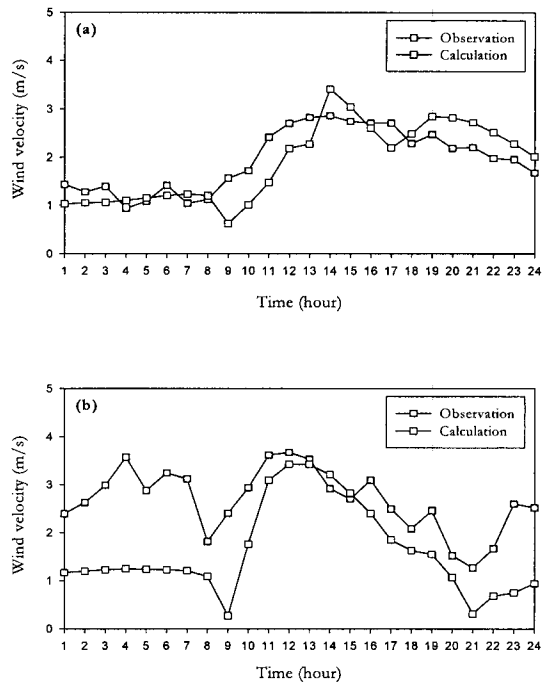 (a)
Observation
Calculation
Wind velocity (m/s)
5
4
3
2
1
0
1 2 3 4 5 6 7 8 9 10 11 12 13 14 15 16 17 18 19 20 21 22 23 24
Time (hour)
(b)
Observation
Calculation
Wind velocity (m/s)
5
4
3
2
1
0
1 2 3 4 5 6 7 8 9 10 11 12 13 14 15 16 17 18 19 20 21 22 23 24
Time (hour)